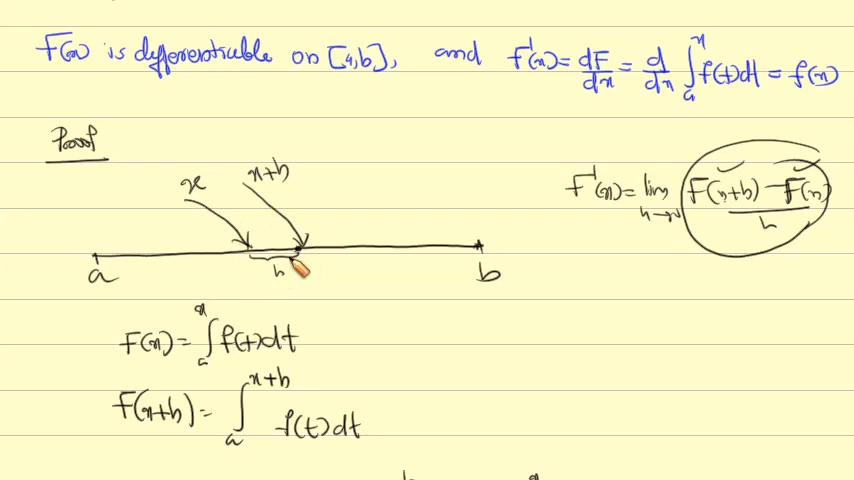 F(x) is differentiable on [a,b], and F'(x) = dF/dx = d/dx ∫_a^x f(t)dt = f(x)
Proof
x x+h
F'(x) = lim_{h→0} (F(x+h) - F(x))/h
a h b
F(x) = ∫_a^x f(t)dt
F(x+h) = ∫_a^{x+h} f(t)dt